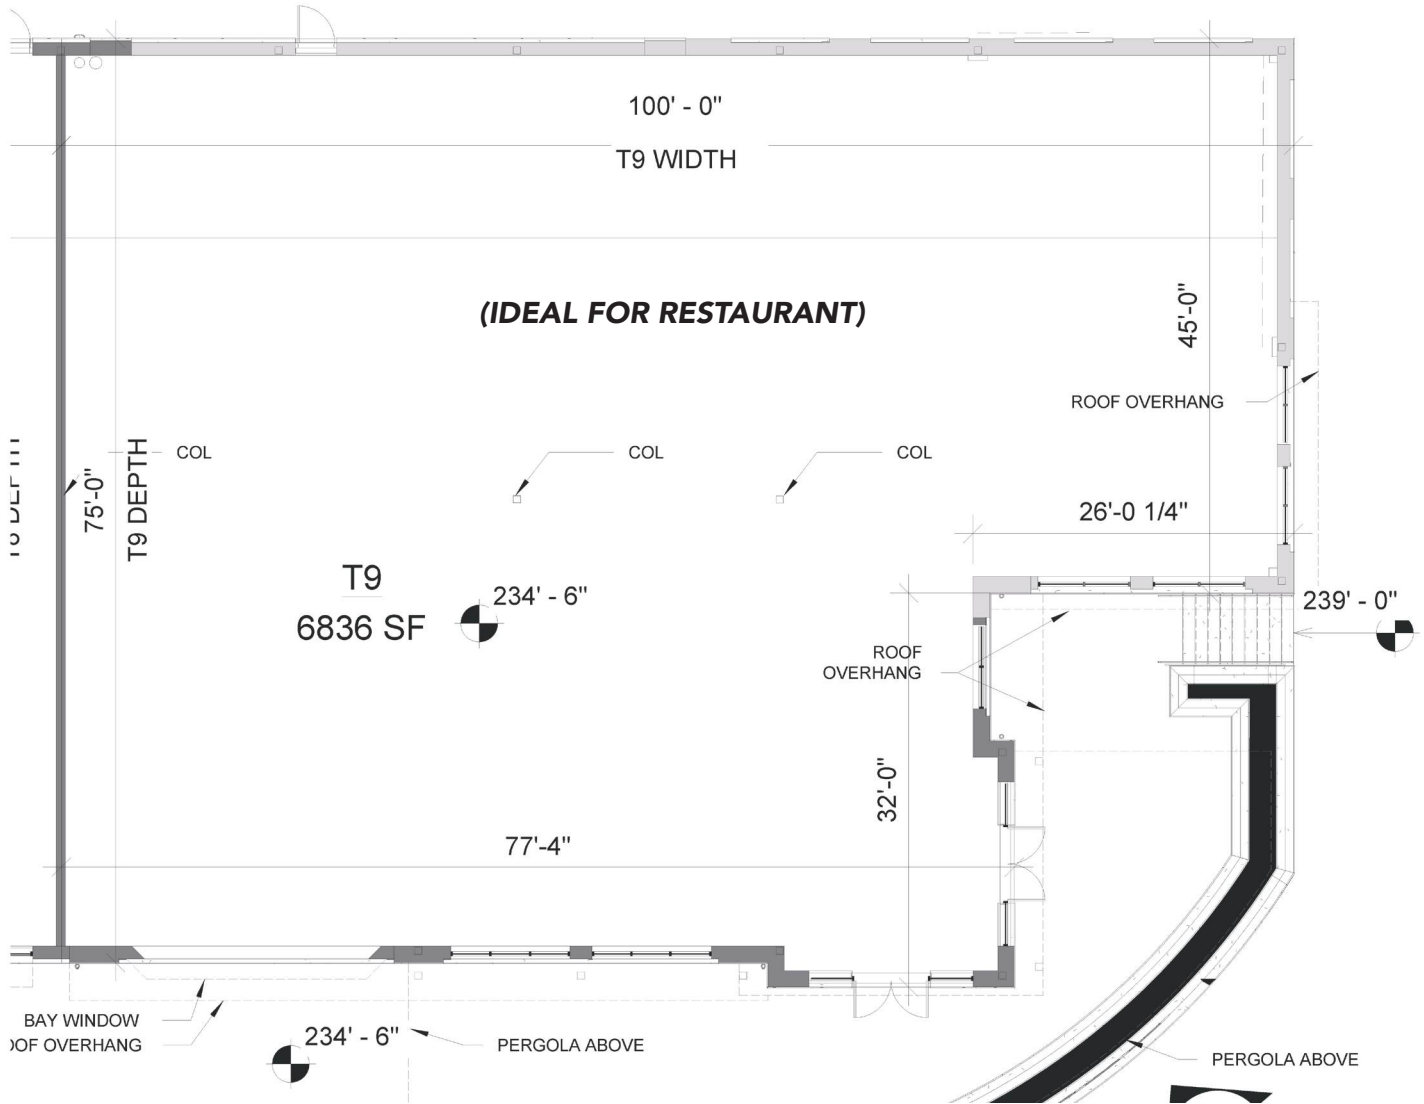 100' - 0"
T9 WIDTH
(IDEAL FOR RESTAURANT)
45'-0"
ROOF OVERHANG
COL
COL
COL
75'-0"
T9 DEPTH
26'-0 1/4"
T9
6836 SF
234' - 6"
239' - 0"
ROOF
OVERHANG
32'-0"
77'-4"
BAY WINDOW
OOF OVERHANG
234' - 6"
PERGOLA ABOVE
PERGOLA ABOVE